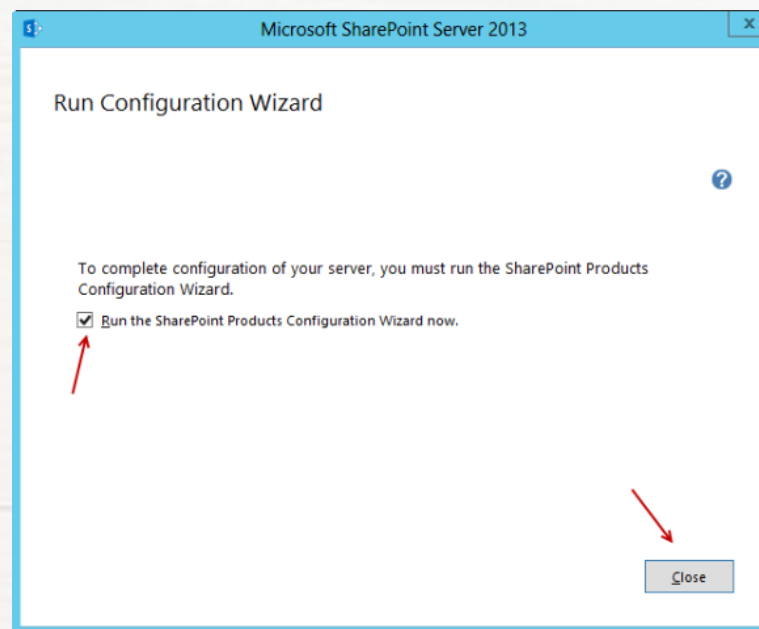 Microsoft SharePoint Server 2013
x
Run Configuration Wizard
?
To complete configuration of your server, you must run the SharePoint Products
Configuration Wizard.
Run the SharePoint Products Configuration Wizard now.
Close